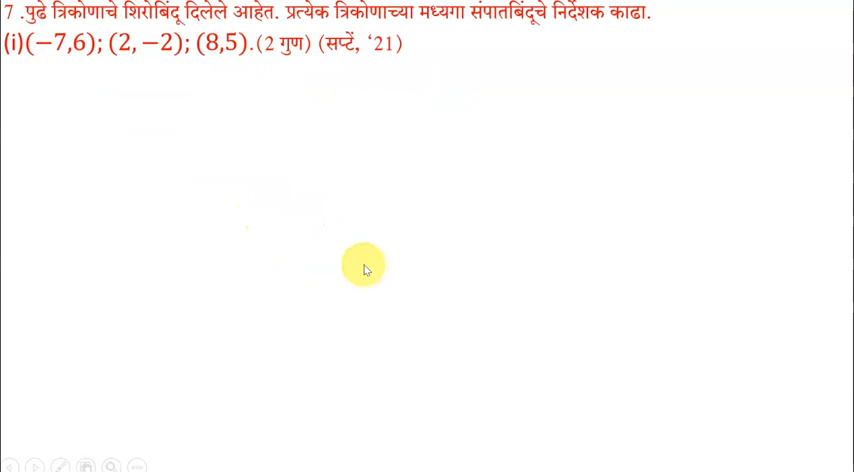 7 .पुढे त्रिकोणाचे शिरोबिंदू दिलेले आहेत. प्रत्येक त्रिकोणाच्या मध्यगा संपातबिंदूचे निर्देशक काढा.
(i)(−7,6); (2, −2); (8,5).(2 गुण) (सप्टें, ‘21)